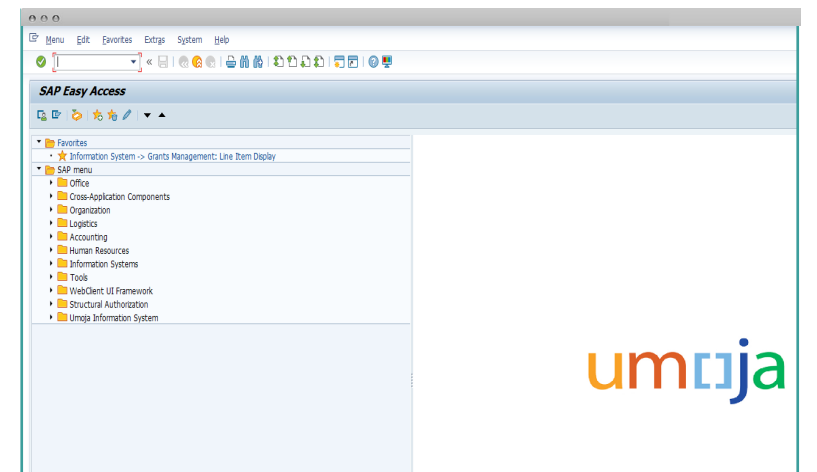 Menu Edit Favorites Extras System Help
SAP Easy Access
Favorites
Information System -> Grants Management: Line Item Display
SAP menu
Office
Cross-Application Components
Organization
Logistics
Accounting
Human Resources
Information Systems
Tools
WebClient UI Framework
Structural Authorization
Umoja Information System
umoja